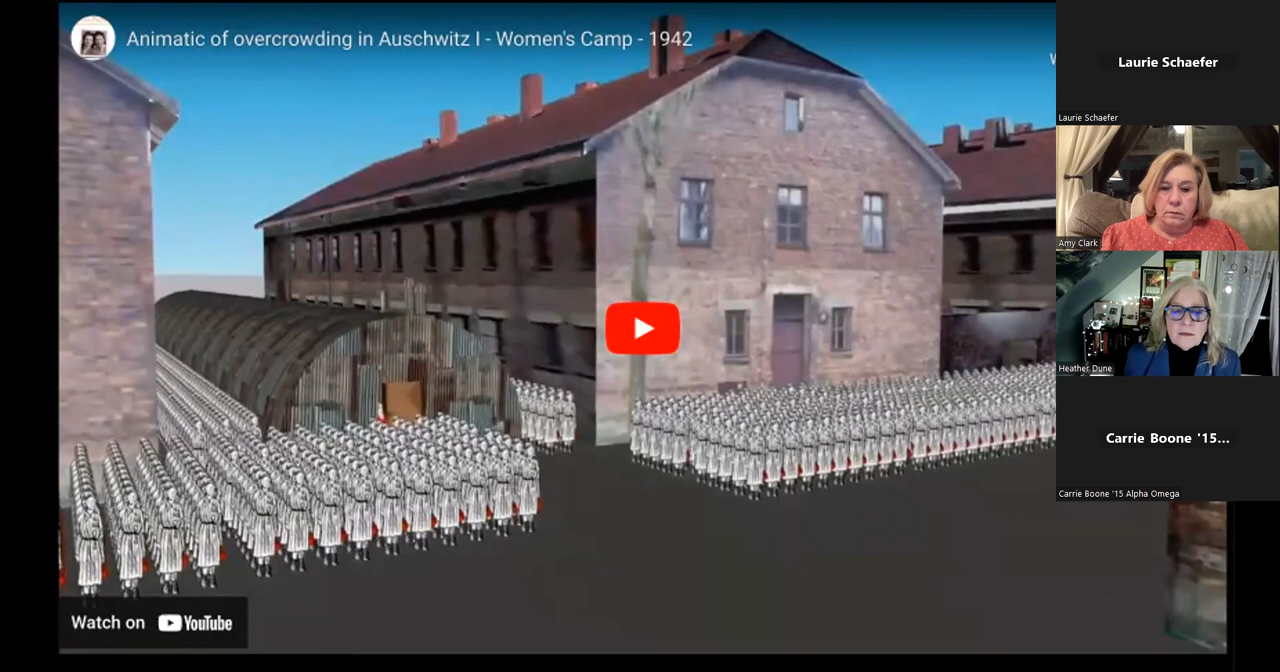 Animatic of overcrowding in Auschwitz I - Women's Camp - 1942
Watch on YouTube
Laurie Schaefer
Laurie Schaefer
Amy Clark
Heather Dune
Carrie Boone '15...
Carrie Boone '15 Alpha Omega